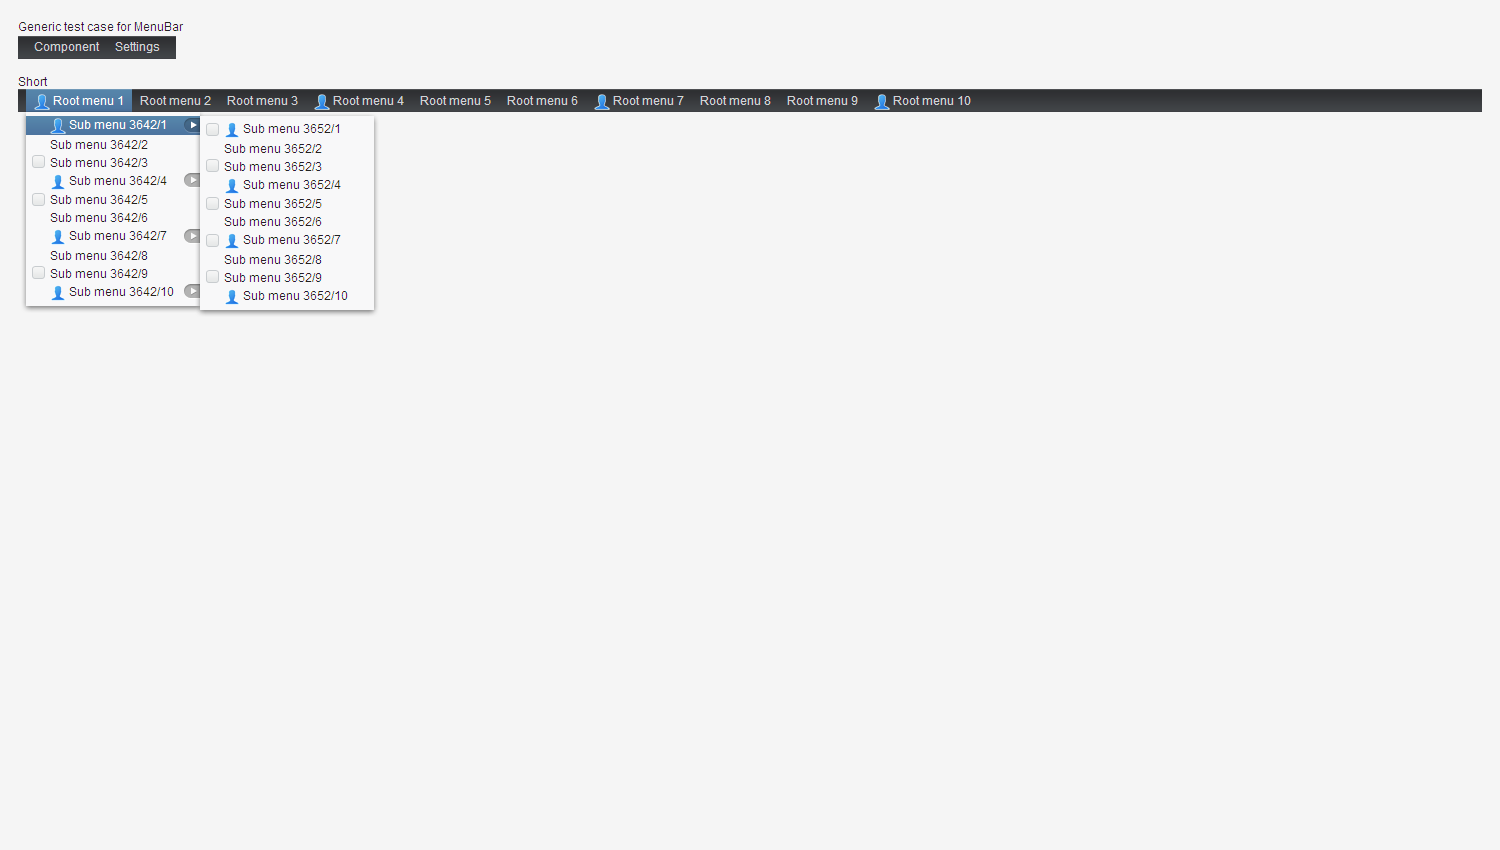 Generic test case for MenuBar
Component Settings
Short
Root menu 1 Root menu 2 Root menu 3 Root menu 4 Root menu 5 Root menu 6 Root menu 7 Root menu 8 Root menu 9 Root menu 10
Sub menu 3642/1
Sub menu 3642/2
Sub menu 3642/3
Sub menu 3642/4
Sub menu 3642/5
Sub menu 3642/6
Sub menu 3642/7
Sub menu 3642/8
Sub menu 3642/9
Sub menu 3642/10
Sub menu 3652/1
Sub menu 3652/2
Sub menu 3652/3
Sub menu 3652/4
Sub menu 3652/5
Sub menu 3652/6
Sub menu 3652/7
Sub menu 3652/8
Sub menu 3652/9
Sub menu 3652/10